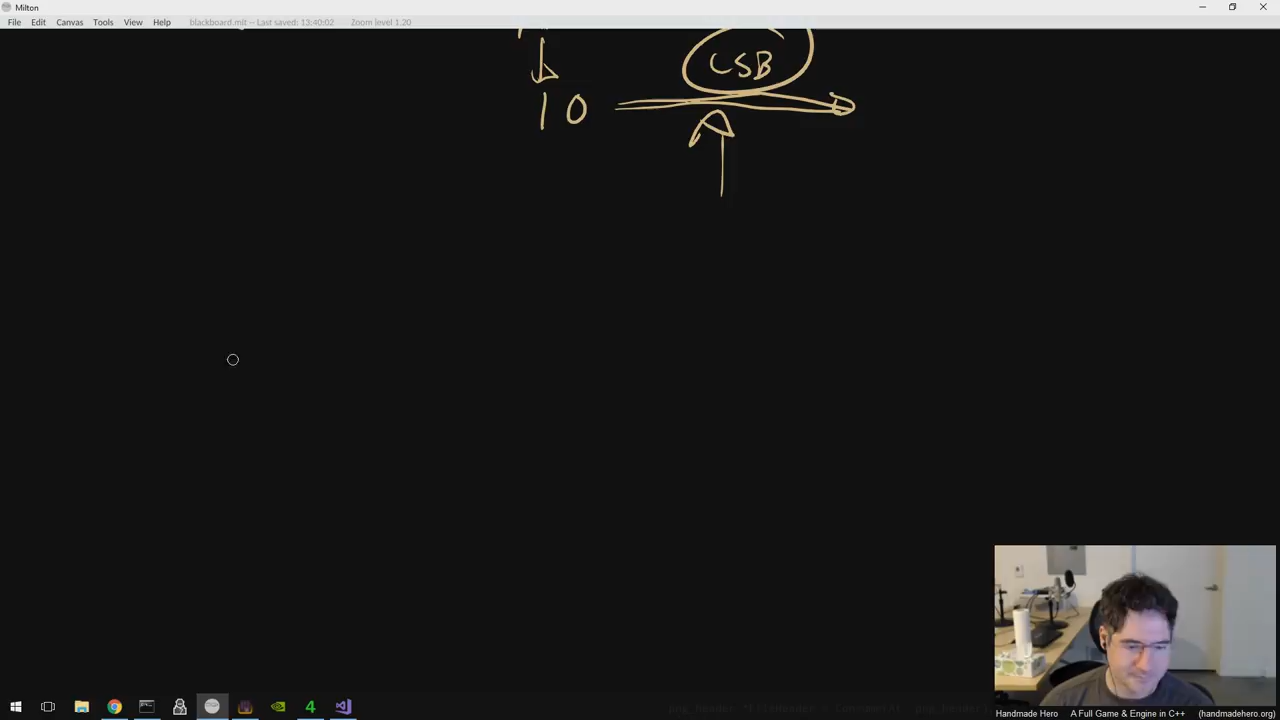 Milton
File Edit Canvas Tools View Help blackboard.mlt -- Last saved: 13:40:02 Zoom level 1.20
CSB
10
Handmade Hero A Full Game & Engine in C++ (handmadehero.org)